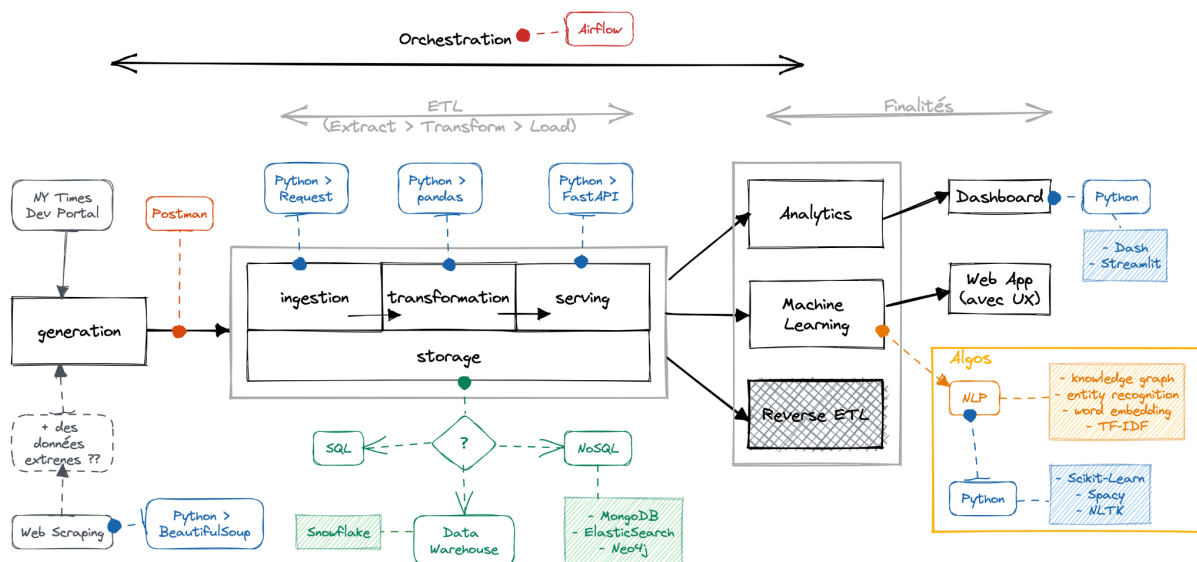 Orchestration
Airflow
ETL
(Extract > Transform > Load)
Finalités
NY Times
Dev Portal
Postman
Python >
Request
Python >
pandas
Python >
FastAPI
generation
ingestion
transformation
serving
storage
Analytics
Machine
Learning
Reverse ETL
Dashboard
Python
- Dash
- Streamlit
Web App
(avec UX)
+ des
données
extrenes ??
Web Scraping
Python >
BeautifulSoup
?
SQL
NoSQL
Snowflake
Data
Warehouse
- MongoDB
- ElasticSearch
- Neo4j
Algos
NLP
- knowledge graph
- entity recognition
- word embedding
- TF-IDF
Python
- Scikit-Learn
- Spacy
- NLTK